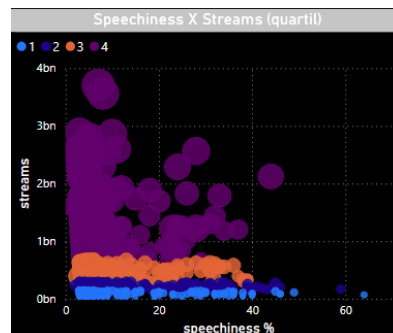 Speechiness X Streams (quartil)
1 2 3 4
4bn
3bn
2bn
1bn
0bn
streams
0 20 40 60
speechiness %